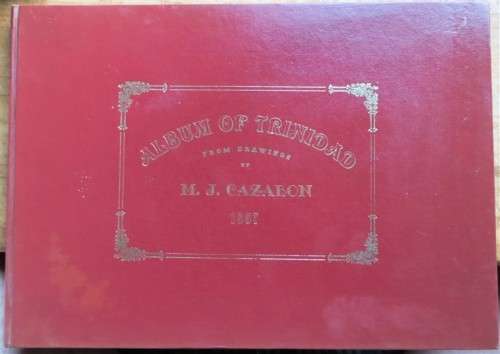 ALBUM OF TRINIDAD
FROM DRAWINGS
BY
M. J. CAZABON
1857